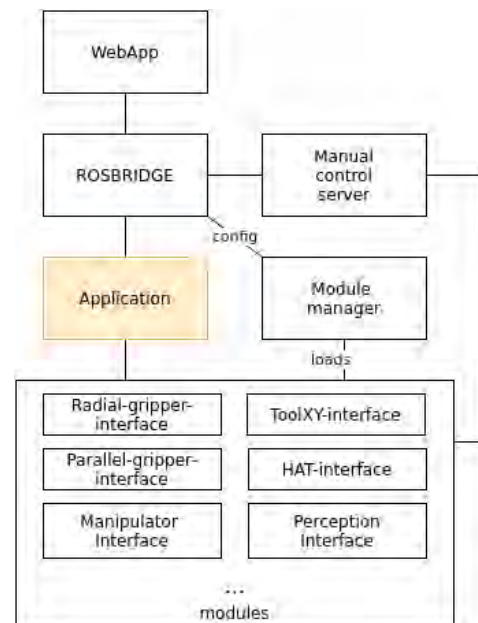 WebApp
ROSBRIDGE
Manual
control
server
config
Application
Module
manager
loads
Radial-gripper-
interface
ToolXY-interface
Parallel-gripper-
interface
HAT-interface
Manipulator
Interface
Perception
Interface
...
modules